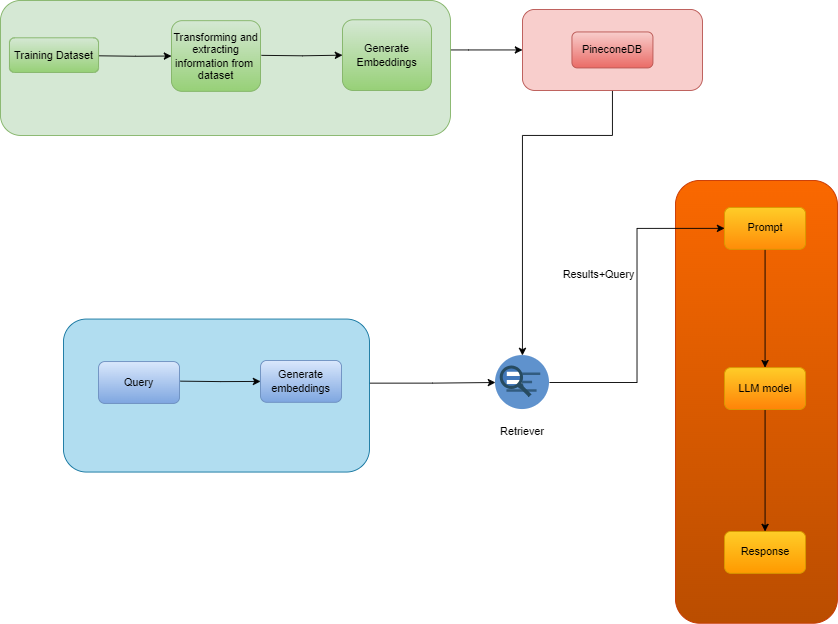 Training Dataset
Transforming and
extracting
information from
dataset
Generate
Embeddings
PineconeDB
Prompt
Results+Query
Query
Generate
embeddings
Retriever
LLM model
Response